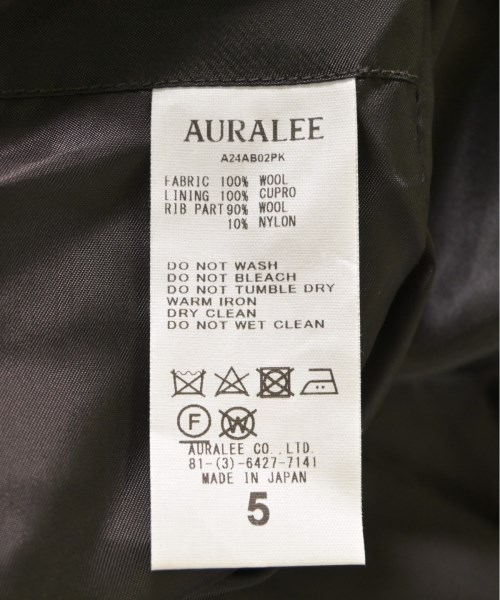 AURALEE
A24AB02PK
FABRIC 100% WOOL
LINING 100% CUPRO
RIB PART 90% WOOL
10% NYLON
DO NOT WASH
DO NOT BLEACH
DO NOT TUMBLE DRY
WARM IRON
DRY CLEAN
DO NOT WET CLEAN
F W
AURALEE CO.,LTD.
81-(3)-6427-7141
MADE IN JAPAN
5